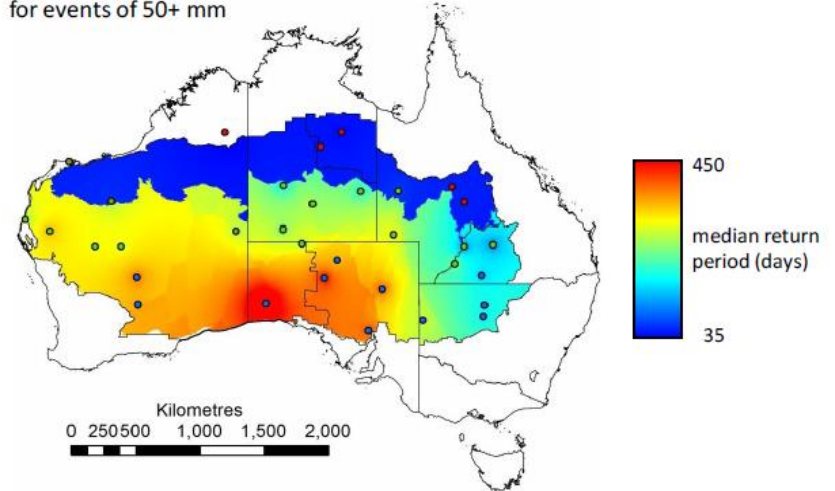 for events of 50+ mm
450
median return
period (days)
35
Kilometres
0 250 500 1,000 1,500 2,000